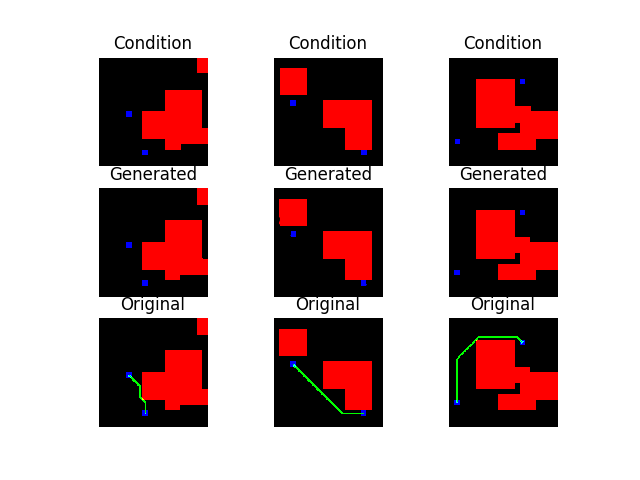 Condition Condition Condition
Generated Generated Generated
Original Original Original